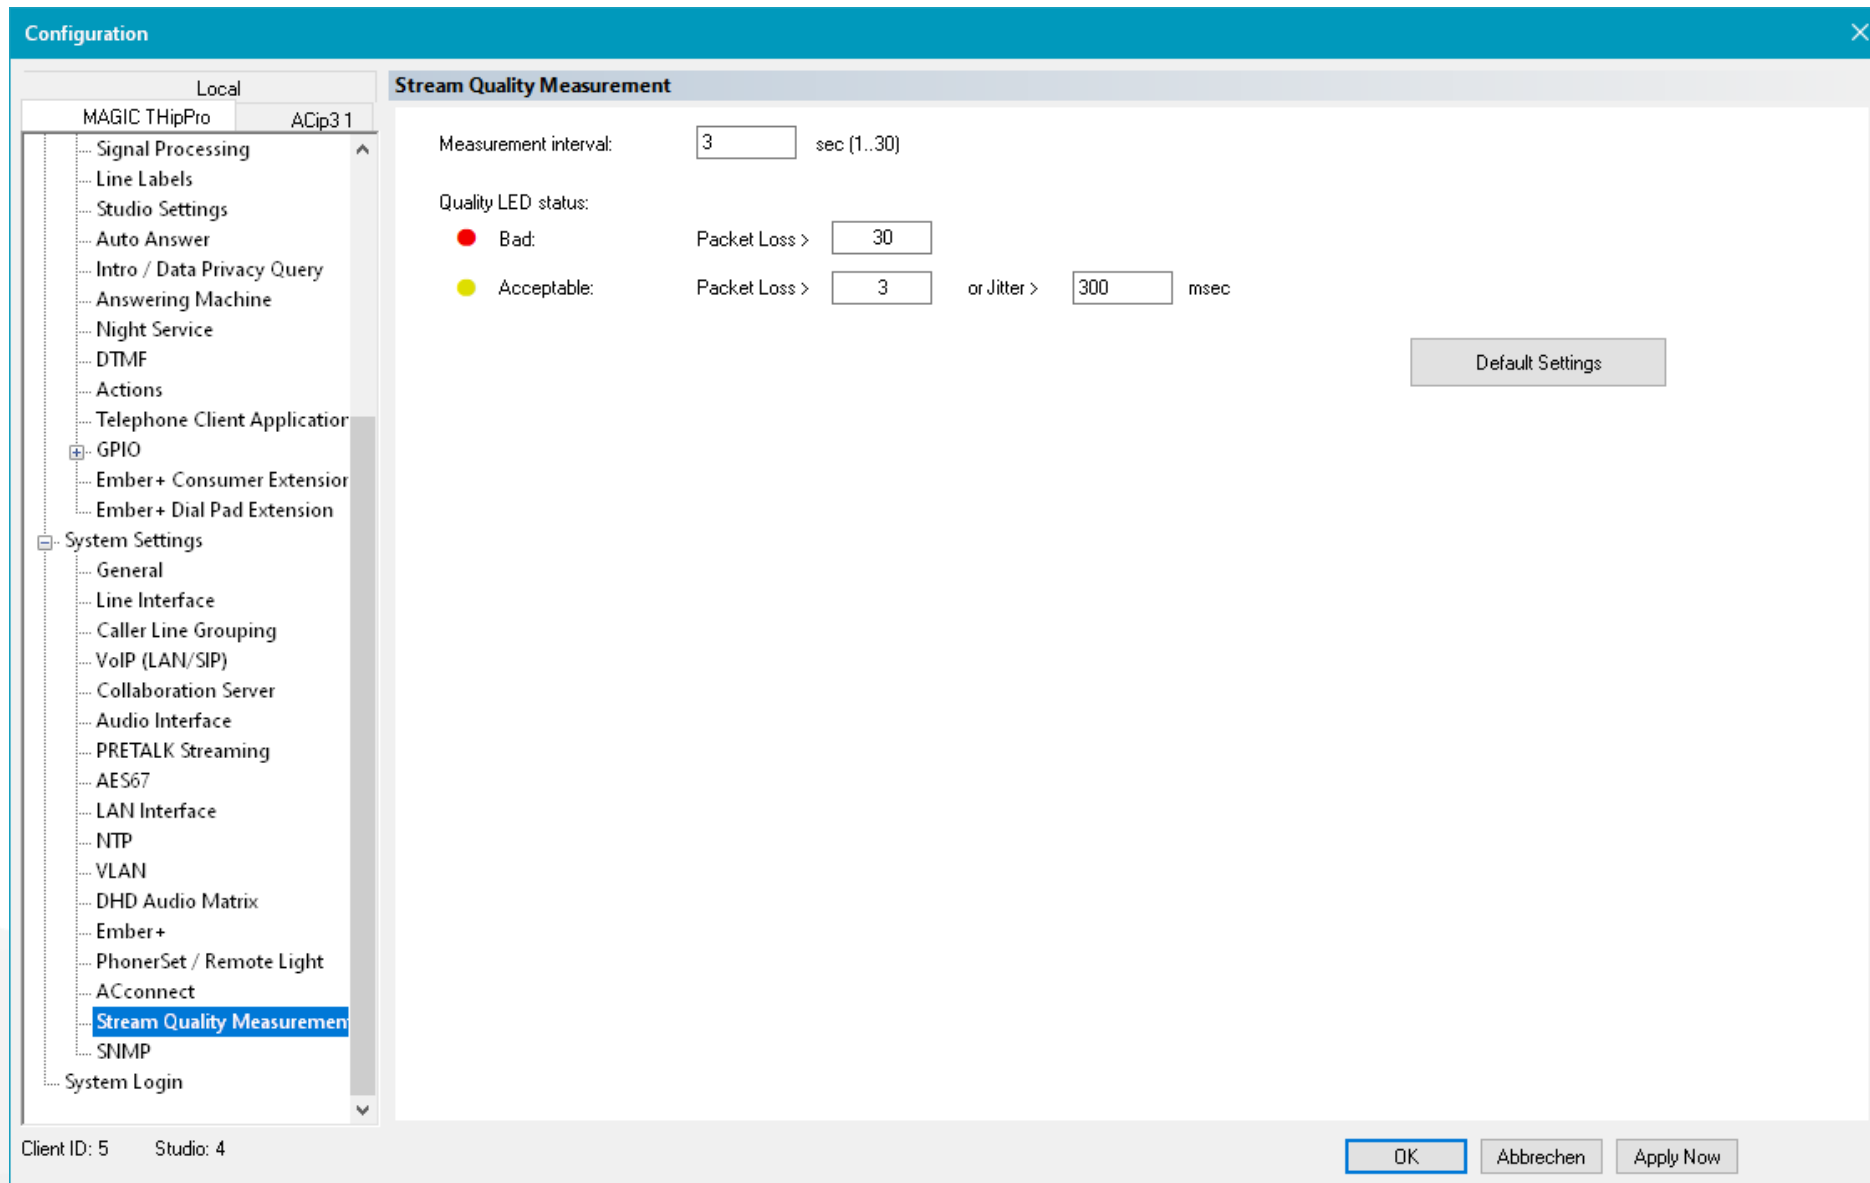 Configuration
Local
MAGIC THipPro
ACip3 1
Signal Processing
Line Labels
Studio Settings
Auto Answer
Intro / Data Privacy Query
Answering Machine
Night Service
DTMF
Actions
Telephone Client Application
GPIO
Ember+ Consumer Extension
Ember+ Dial Pad Extension
System Settings
General
Line Interface
Caller Line Grouping
VoIP (LAN/SIP)
Collaboration Server
Audio Interface
PRETALK Streaming
AES67
LAN Interface
NTP
VLAN
DHD Audio Matrix
Ember+
PhonerSet / Remote Light
ACconnect
Stream Quality Measurement
SNMP
System Login
Client ID: 5 Studio: 4
Stream Quality Measurement
Measurement interval: 3 sec (1..30)
Quality LED status:
Bad: Packet Loss > 30
Acceptable: Packet Loss > 3 or Jitter > 300 msec
Default Settings
OK Abbrechen Apply Now